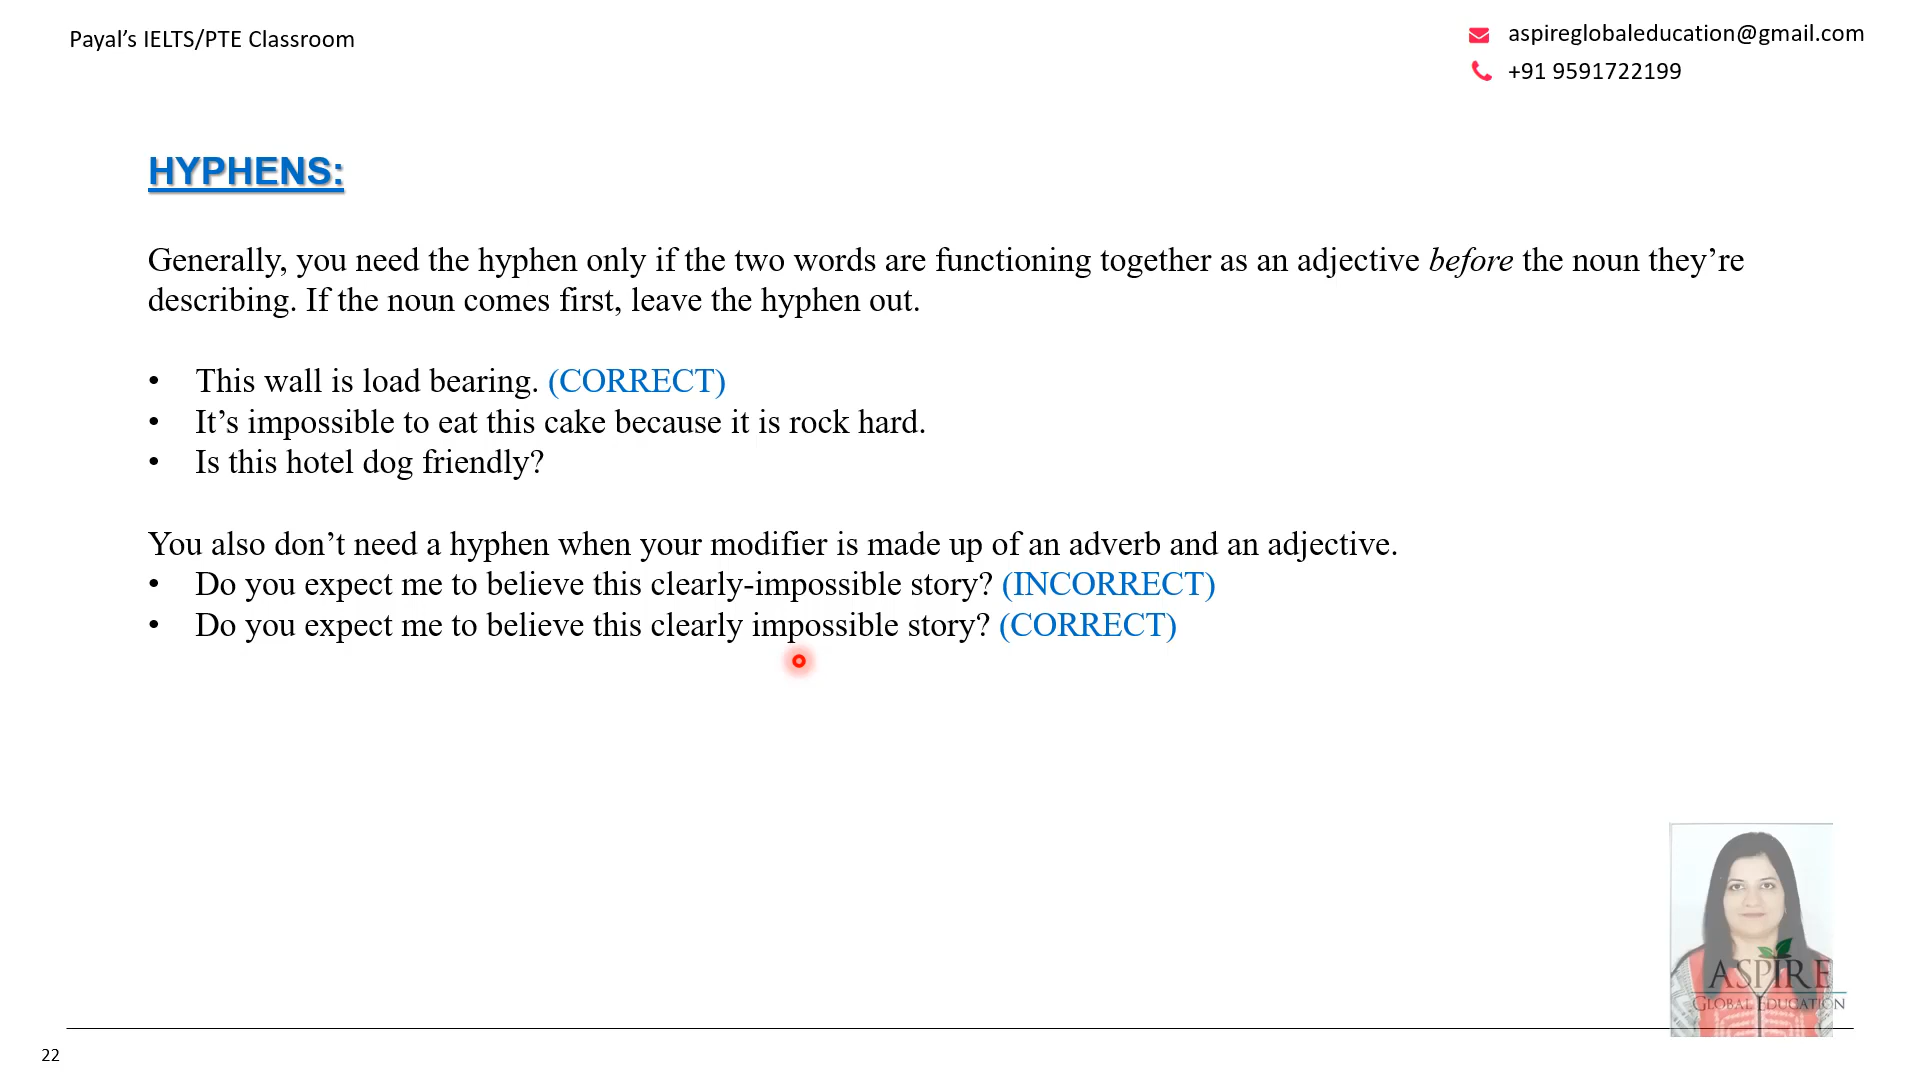 Payal’s IELTS/PTE Classroom
aspireglobaleducation@gmail.com
+91 9591722199
HYPHENS:
Generally, you need the hyphen only if the two words are functioning together as an adjective before the noun they’re
describing. If the noun comes first, leave the hyphen out.
• This wall is load bearing. (CORRECT)
• It’s impossible to eat this cake because it is rock hard.
• Is this hotel dog friendly?
You also don’t need a hyphen when your modifier is made up of an adverb and an adjective.
• Do you expect me to believe this clearly-impossible story? (INCORRECT)
• Do you expect me to believe this clearly impossible story? (CORRECT)
ASPIRE
GLOBAL EDUCATION
22